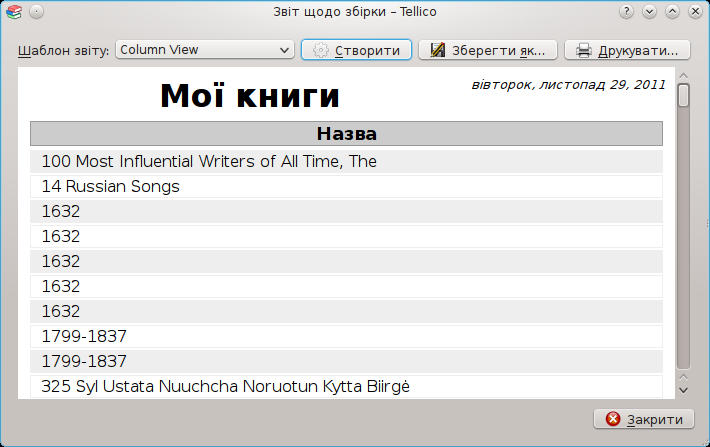 Звіт щодо збірки – Tellico
Шаблон звіту: Column View Створити Зберегти як... Друкувати...
вівторок, листопад 29, 2011
Мої книги
Назва
100 Most Influential Writers of All Time, The
14 Russian Songs
1632
1632
1632
1632
1632
1799-1837
1799-1837
325 Syl Ustata Nuuchcha Noruotun Kytta Biirgė
Закрити